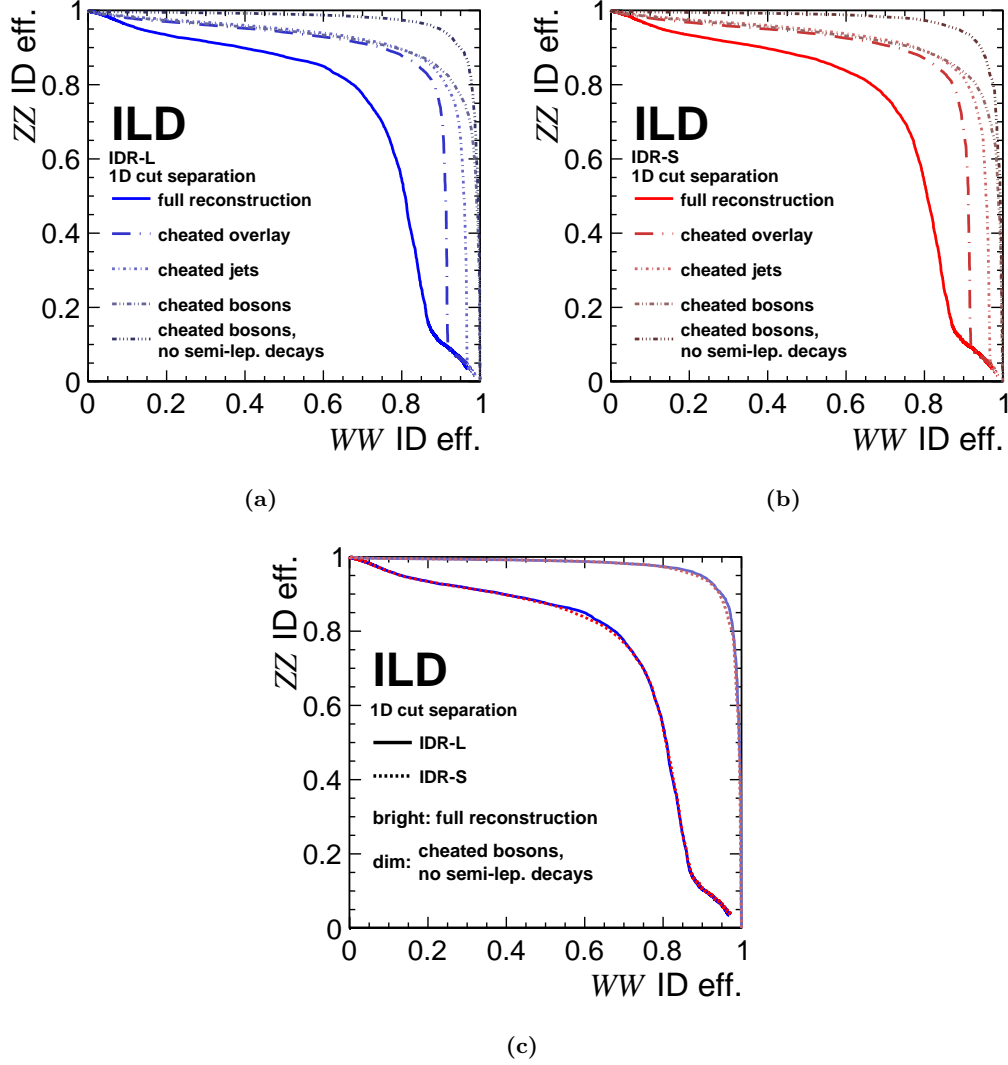 ZZ ID eff.
1
0.8
0.6
0.4
0.2
0
ILD
IDR-L
1D cut separation
full reconstruction
cheated overlay
cheated jets
cheated bosons
cheated bosons,
no semi-lep. decays
0 0.2 0.4 0.6 0.8 1
WW ID eff.
(a)
ZZ ID eff.
1
0.8
0.6
0.4
0.2
0
ILD
IDR-S
1D cut separation
full reconstruction
cheated overlay
cheated jets
cheated bosons
cheated bosons,
no semi-lep. decays
0 0.2 0.4 0.6 0.8 1
WW ID eff.
(b)
ZZ ID eff.
1
0.8
0.6
0.4
0.2
0
ILD
1D cut separation
IDR-L
IDR-S
bright: full reconstruction
dim: cheated bosons,
no semi-lep. decays
0 0.2 0.4 0.6 0.8 1
WW ID eff.
(c)